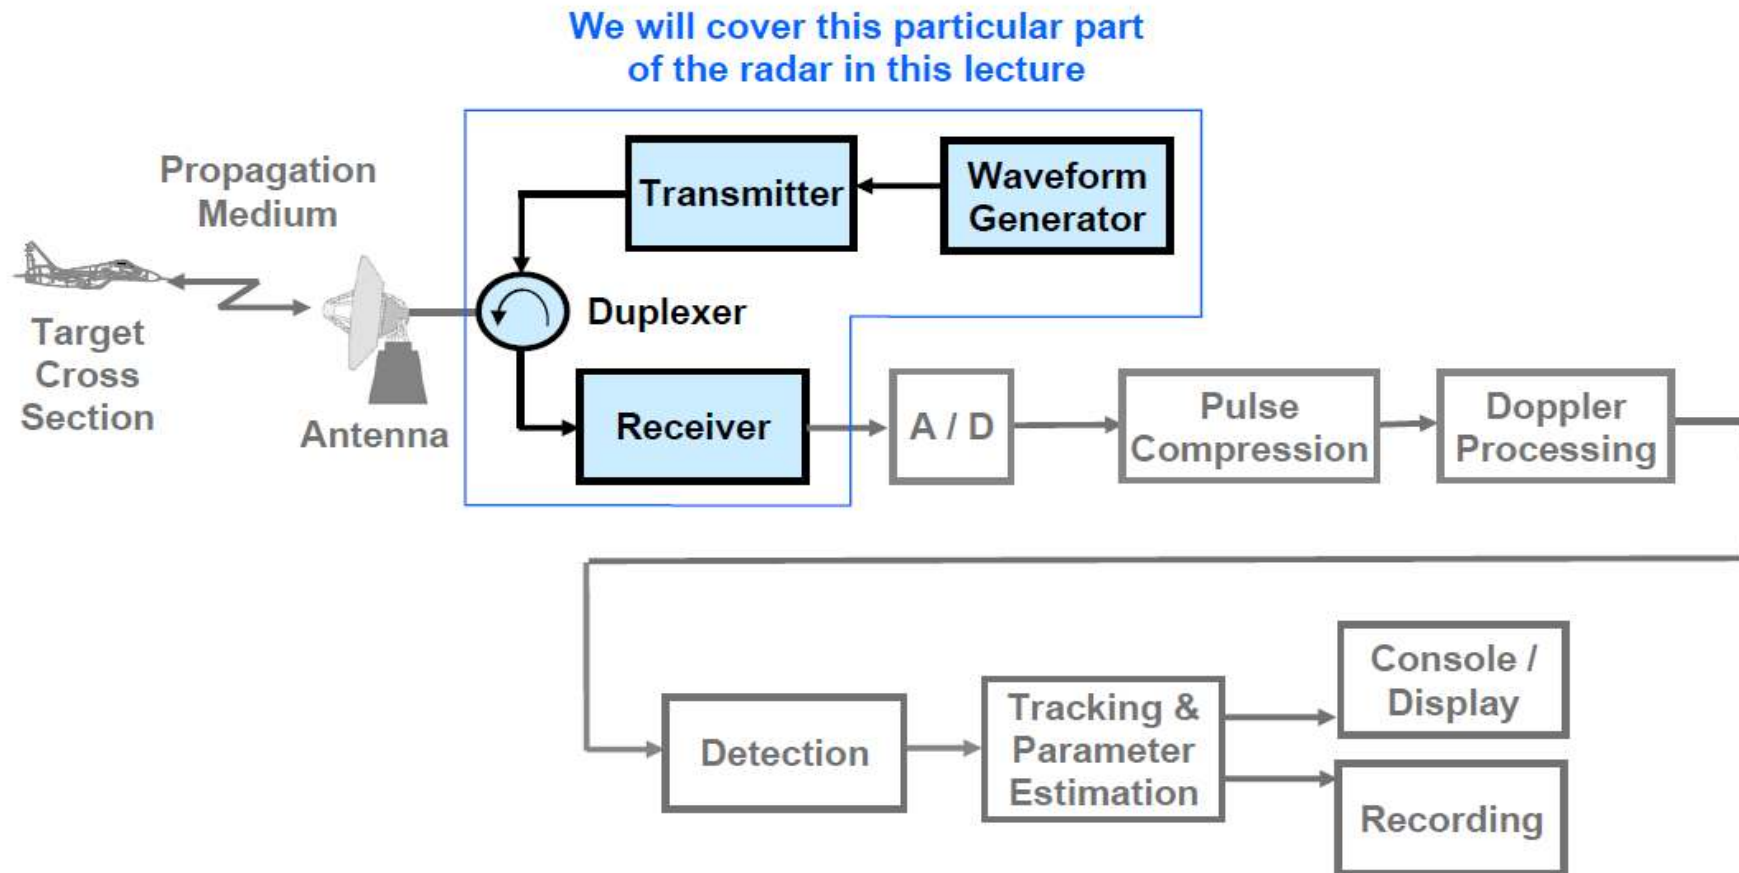 We will cover this particular part
of the radar in this lecture
Propagation
Medium
Transmitter
Waveform
Generator
Duplexer
Target
Cross
Section
Antenna
Receiver
A / D
Pulse
Compression
Doppler
Processing
Detection
Tracking &
Parameter
Estimation
Console /
Display
Recording